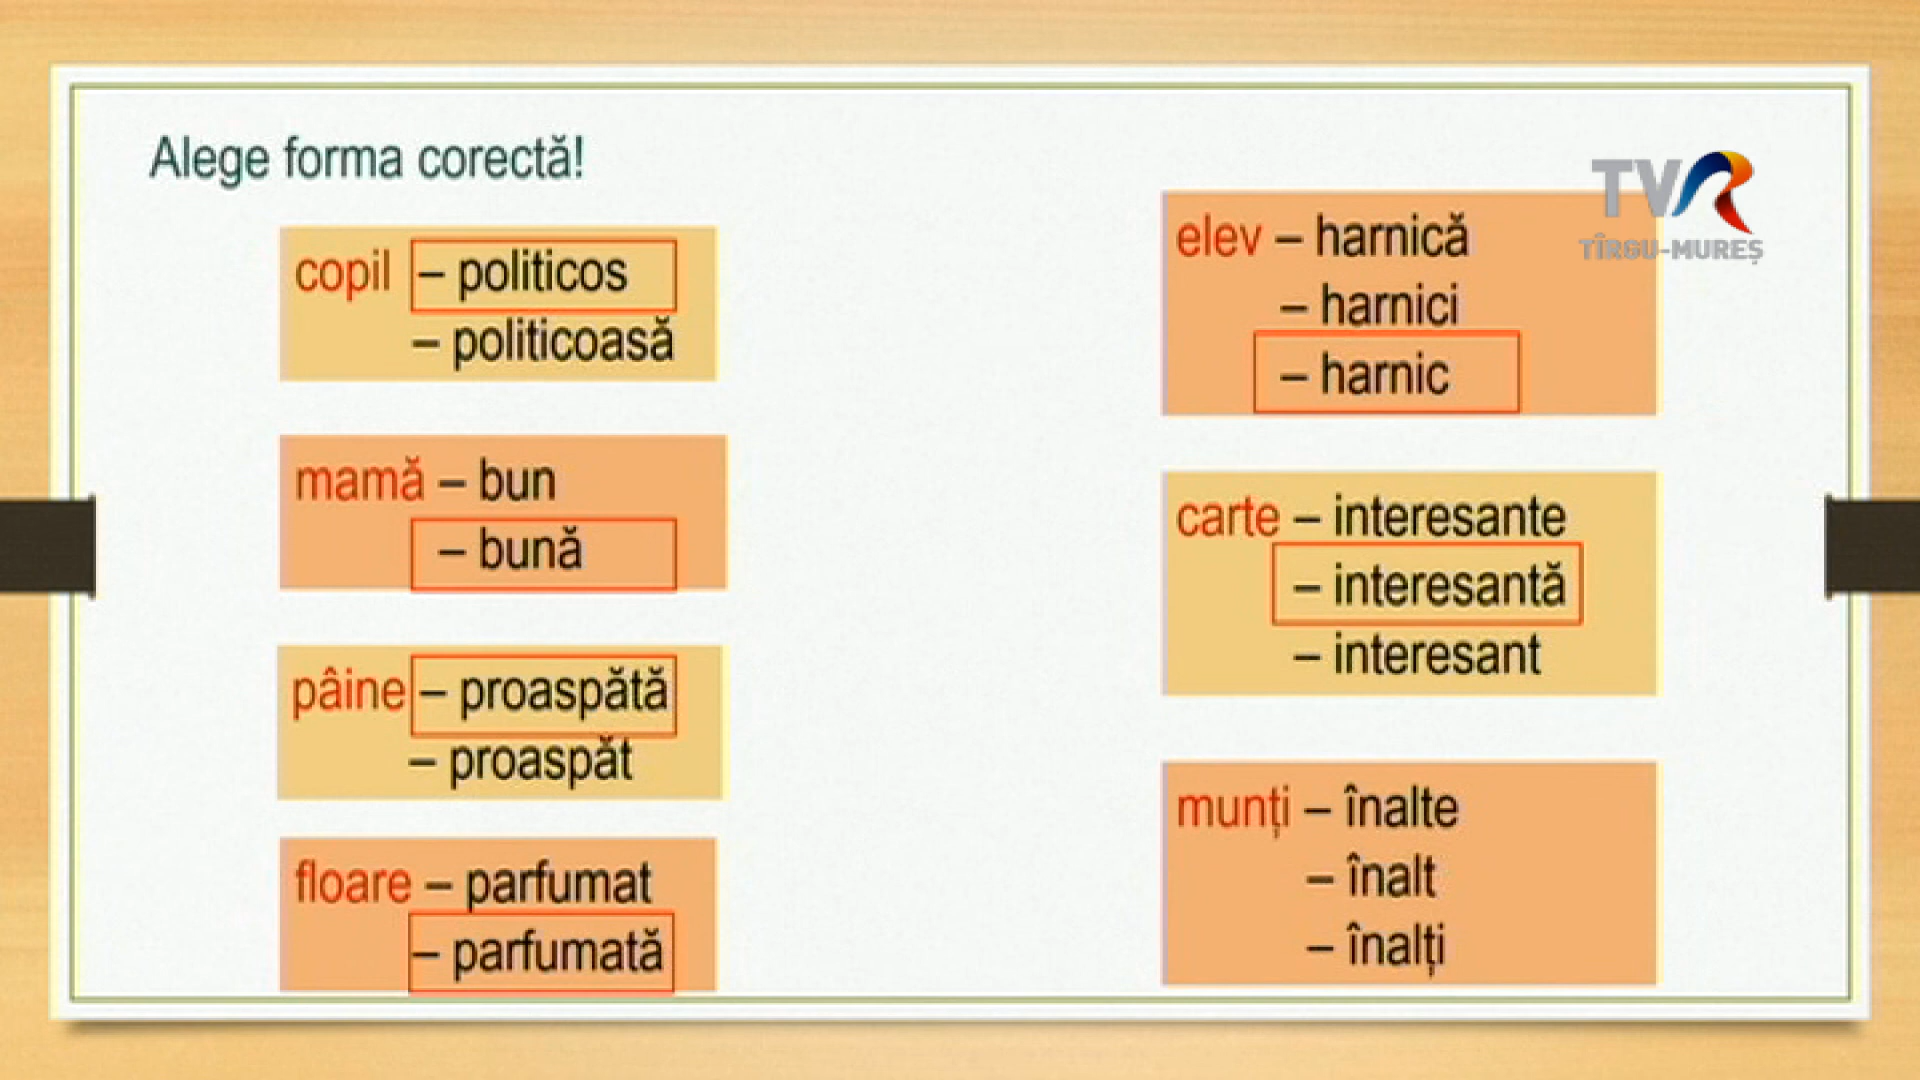 Alege forma corectă!
copil – politicos
– politicoasă
mamă – bun
– bună
pâine – proaspătă
– proaspăt
floare – parfumat
– parfumată
TVR
TÎRGU-MUREȘ
elev – harnică
– harnici
– harnic
carte – interesante
– interesantă
– interesant
munți – înalte
– înalt
– înalți